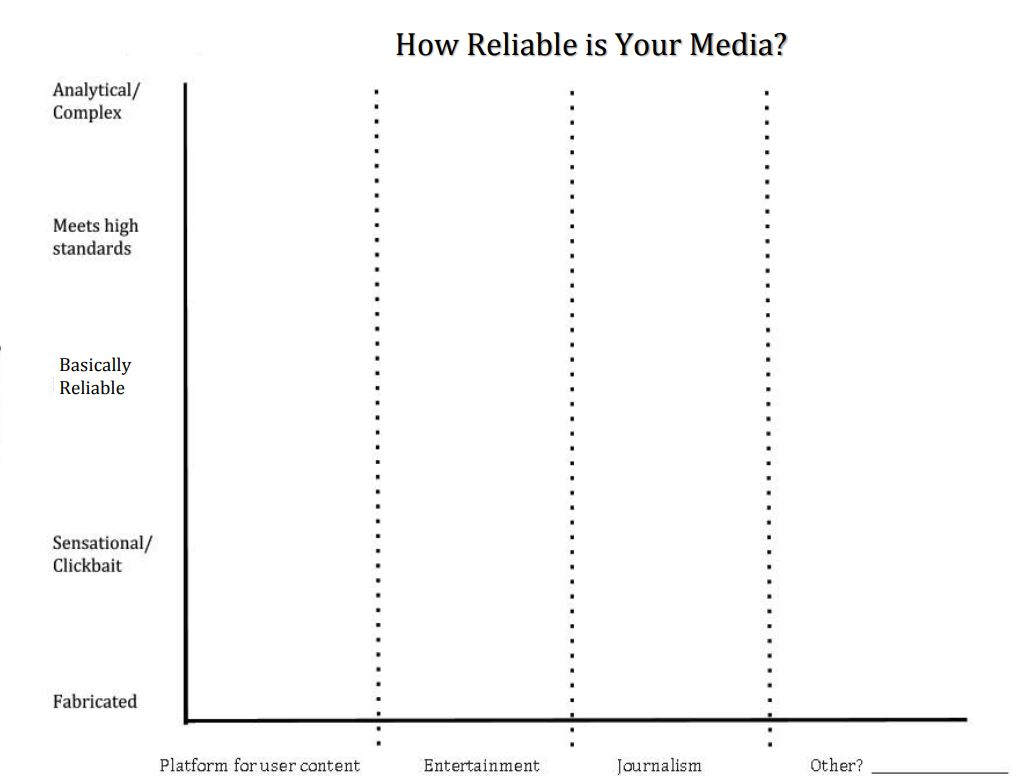 How Reliable is Your Media?
Analytical/
Complex
Meets high
standards
Basically
Reliable
Sensational/
Clickbait
Fabricated
Platform for user content Entertainment Journalism Other? ________________